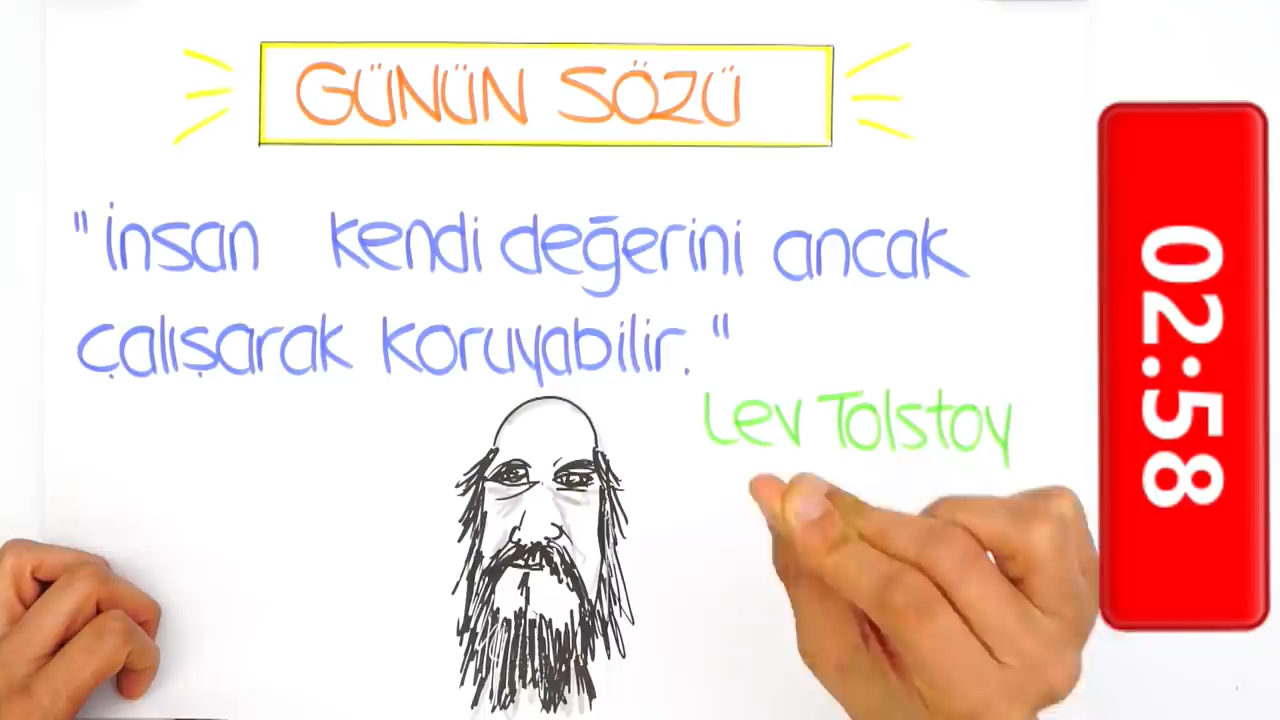 GÜNÜN SÖZÜ
"İnsan kendi değerini ancak
çalışarak koruyabilir."
Lev Tolstoy
02:58